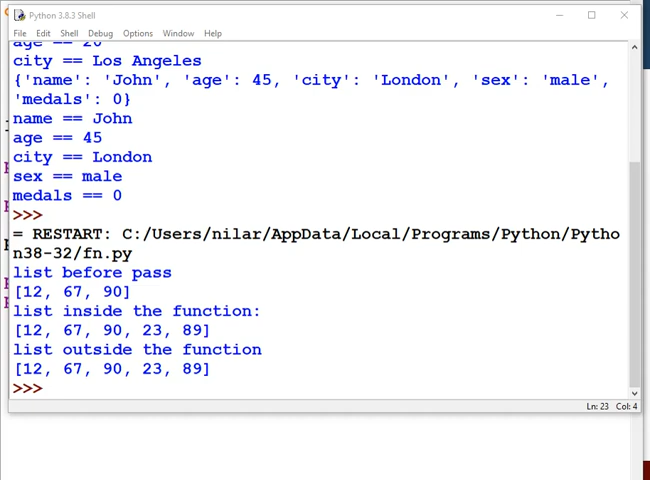 Python 3.8.3 Shell
File Edit Shell Debug Options Window Help
age == 20
city == Los Angeles
{'name': 'John', 'age': 45, 'city': 'London', 'sex': 'male',
'medals': 0}
name == John
age == 45
city == London
sex == male
medals == 0
>>>
= RESTART: C:/Users/nilar/AppData/Local/Programs/Python/Pytho
n38-32/fn.py
list before pass
[12, 67, 90]
list inside the function:
[12, 67, 90, 23, 89]
list outside the function
[12, 67, 90, 23, 89]
>>>
Ln: 23 Col: 4